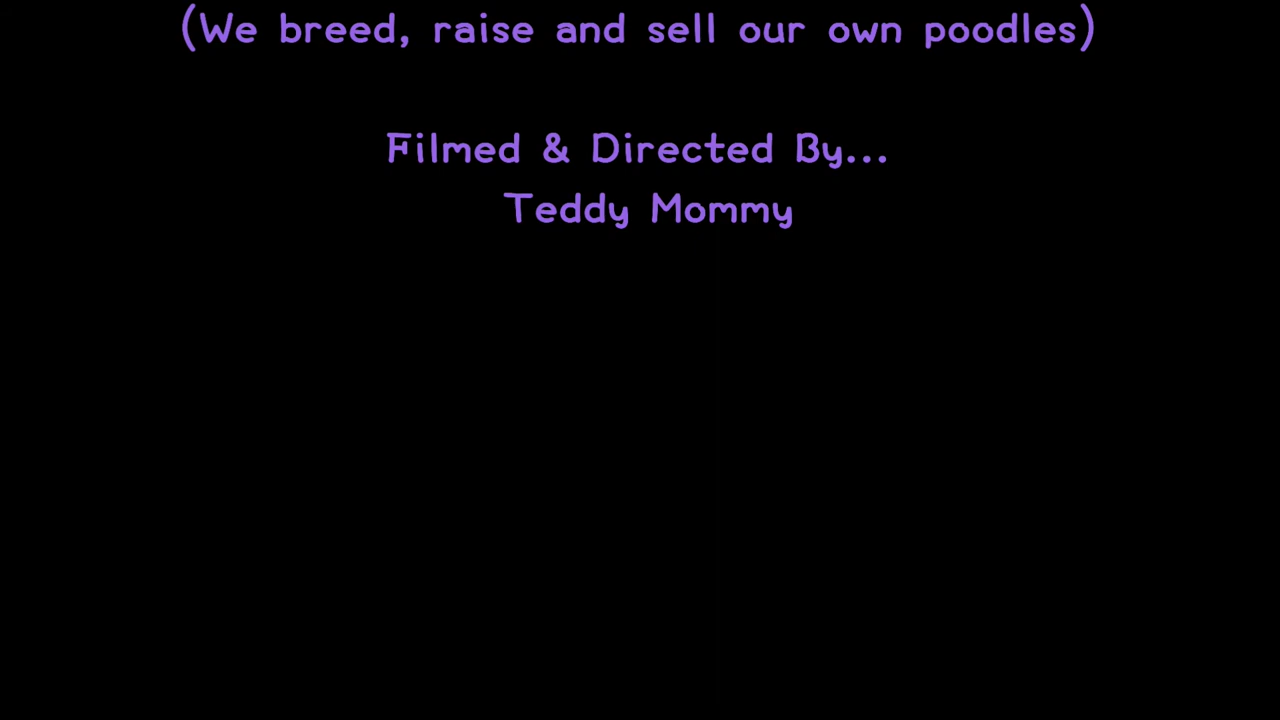 (We breed, raise and sell our own poodles)
Filmed & Directed By...
Teddy Mommy